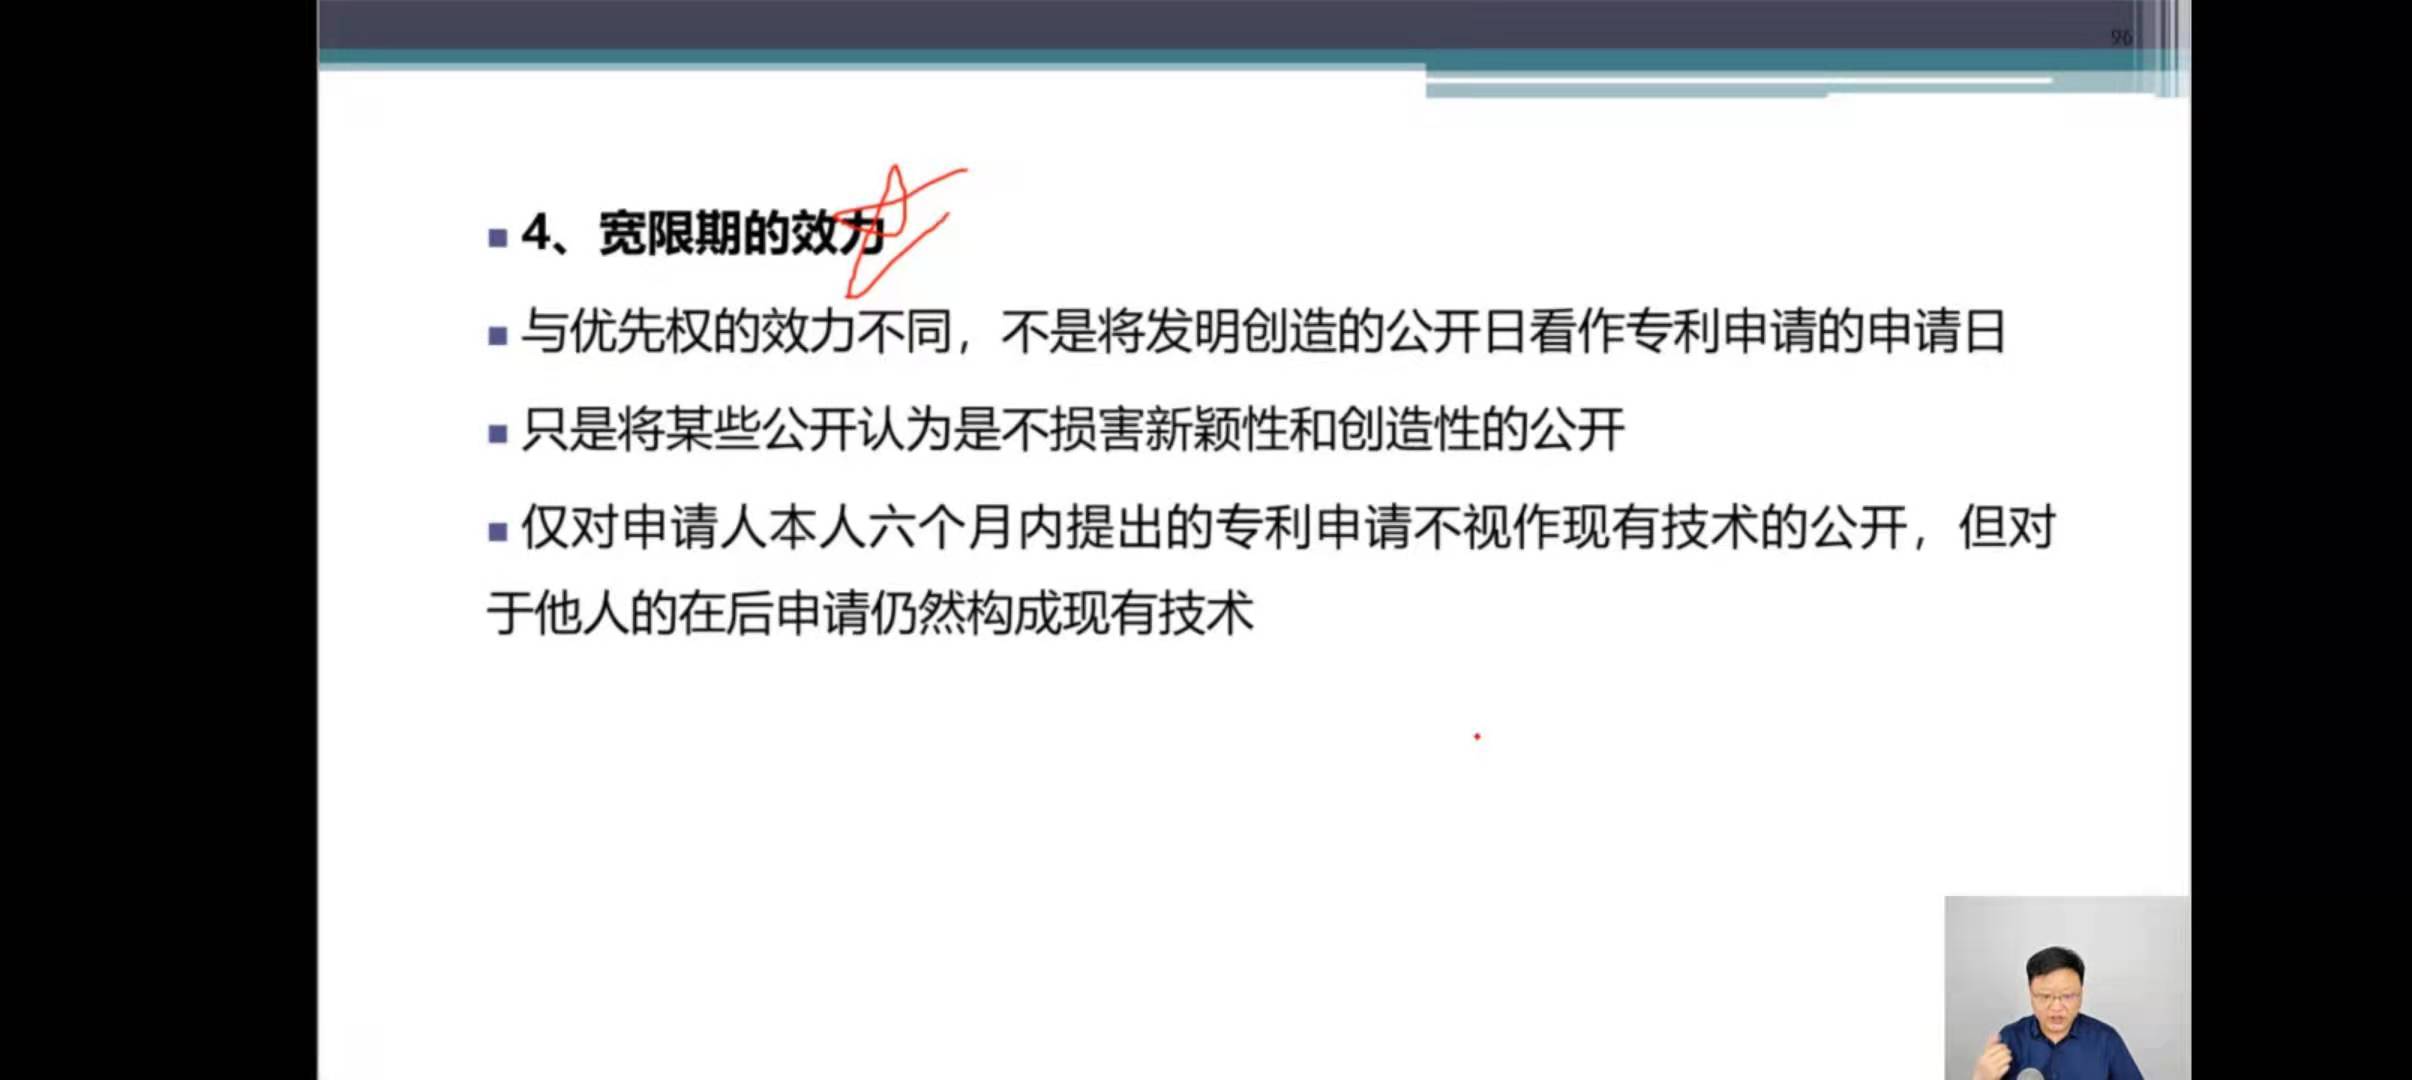 96
4、宽限期的效力
与优先权的效力不同，不是将发明创造的公开日看作专利申请的申请日
只是将某些公开认为是不损害新颖性和创造性的公开
仅对申请人本人六个月内提出的专利申请不视作现有技术的公开，但对
于他人的在后申请仍然构成现有技术